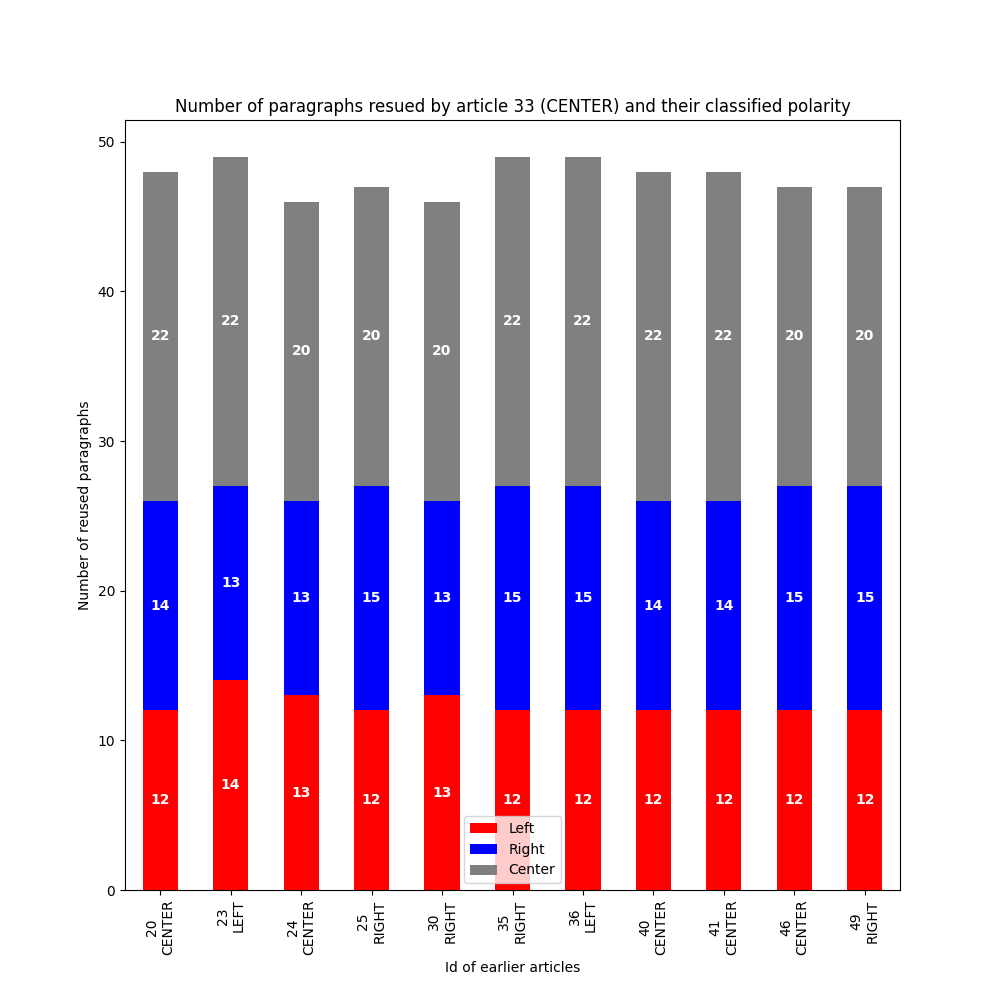 Number of paragraphs resued by article 33 (CENTER) and their classified polarity
Number of reused paragraphs
50
40
30
20
10
0
22 22 20 20 20 22 22 22 22 20 20
14 13 13 15 13 15 15 14 14 15 15
12 14 13 12 13 12 12 12 12 12 12
Left
Right
Center
20
CENTER
23
LEFT
24
CENTER
25
RIGHT
30
RIGHT
35
RIGHT
36
LEFT
40
CENTER
41
CENTER
46
CENTER
49
RIGHT
Id of earlier articles